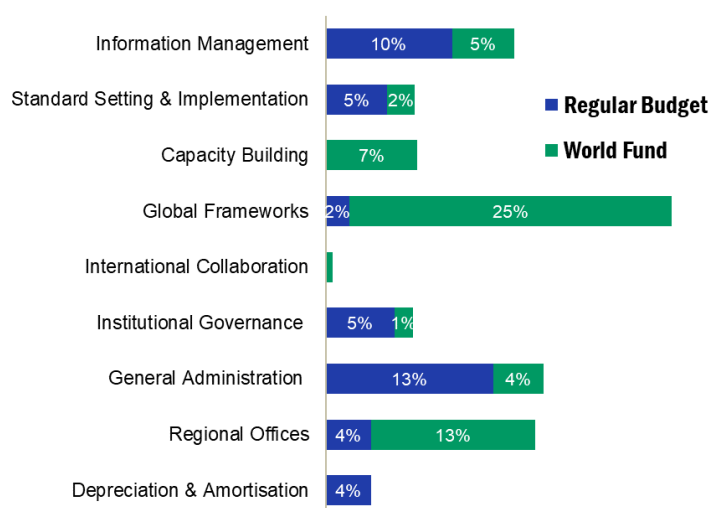 Information Management 10% 5%
Standard Setting & Implementation 5% 2%
Regular Budget
Capacity Building 7%
World Fund
Global Frameworks 2% 25%
International Collaboration
Institutional Governance 5% 1%
General Administration 13% 4%
Regional Offices 4% 13%
Depreciation & Amortisation 4%